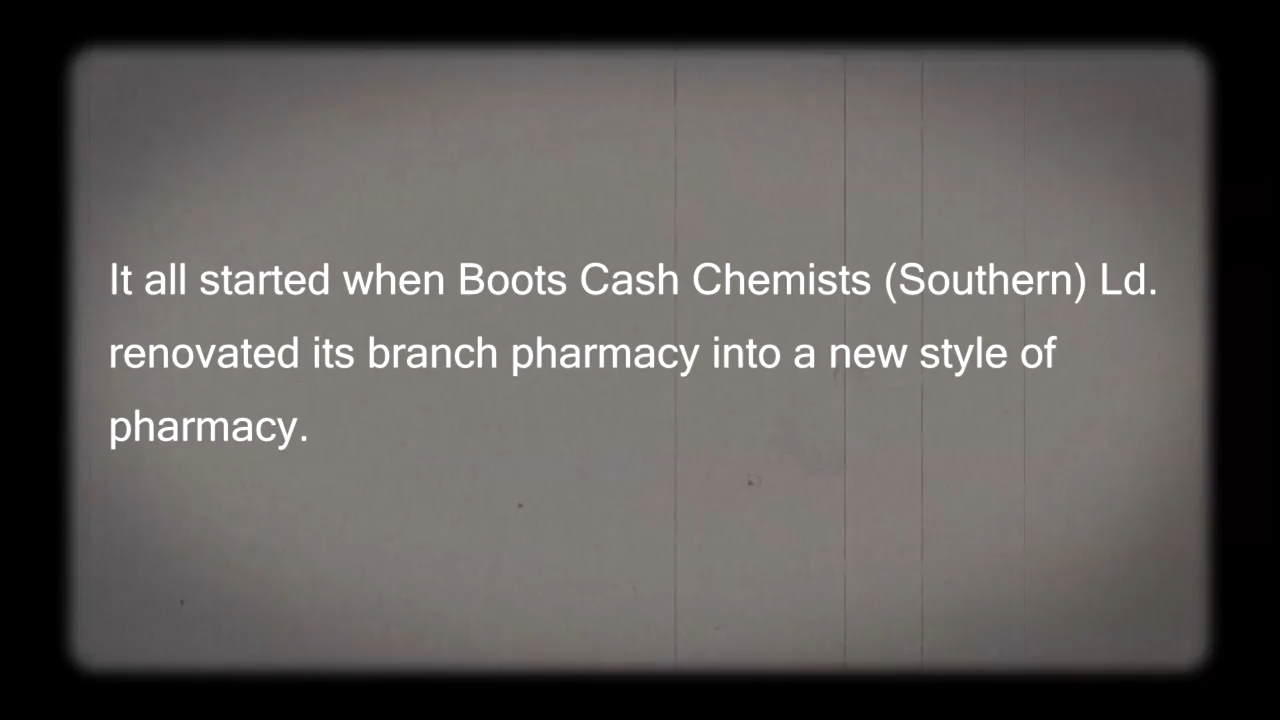 It all started when Boots Cash Chemists (Southern) Ld.
renovated its branch pharmacy into a new style of
pharmacy.